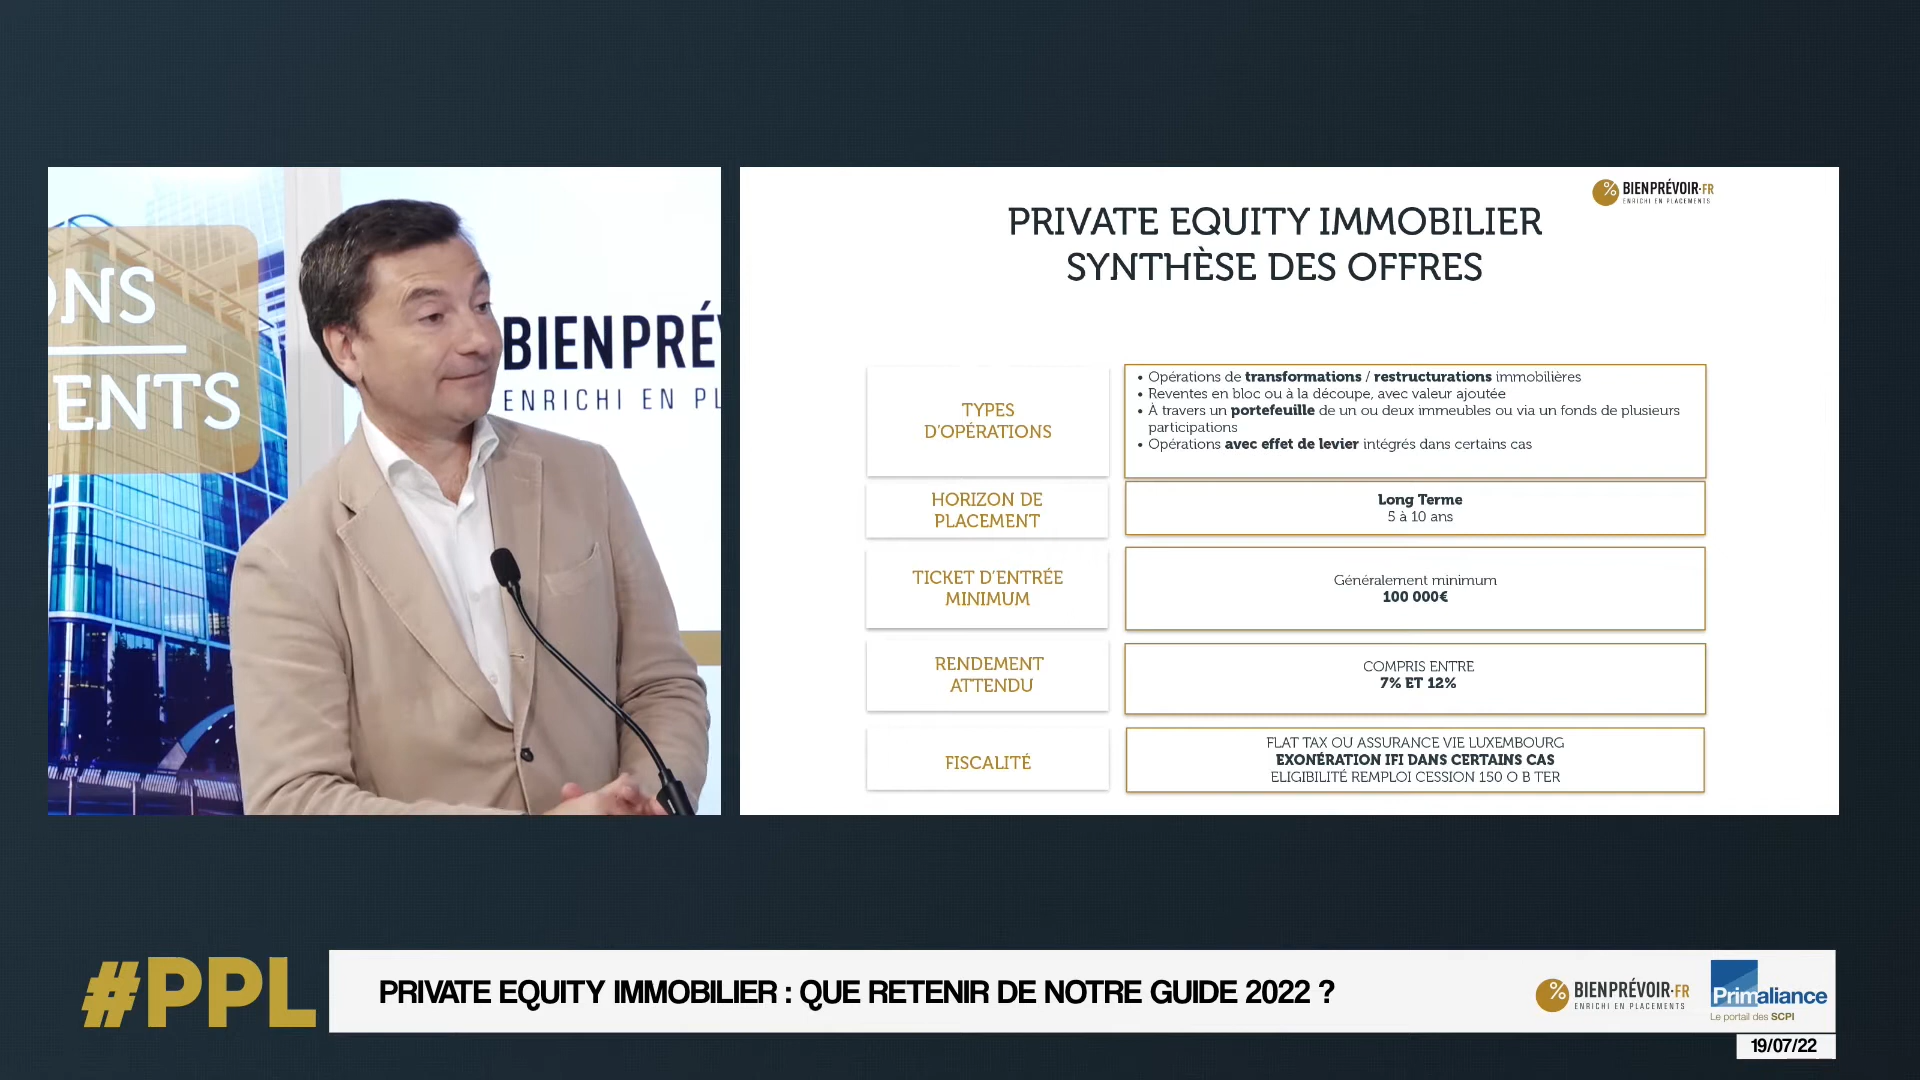 ONS
ENTS
BIENPRÉV
ENRICHI EN PL
BIENPRÉVOIR·FR
ENRICHI EN PLACEMENTS
PRIVATE EQUITY IMMOBILIER
SYNTHÈSE DES OFFRES
TYPES
D'OPÉRATIONS
• Opérations de transformations / restructurations immobilières
• Reventes en bloc ou à la découpe, avec valeur ajoutée
• À travers un portefeuille de un ou deux immeubles ou via un fonds de plusieurs
participations
• Opérations avec effet de levier intégrés dans certains cas
HORIZON DE
PLACEMENT
Long Terme
5 à 10 ans
TICKET D'ENTRÉE
MINIMUM
Généralement minimum
100 000€
RENDEMENT
ATTENDU
COMPRIS ENTRE
7% ET 12%
FISCALITÉ
FLAT TAX OU ASSURANCE VIE LUXEMBOURG
EXONÉRATION IFI DANS CERTAINS CAS
ELIGIBILITÉ REMPLOI CESSION 150 O B TER
#PPL
PRIVATE EQUITY IMMOBILIER : QUE RETENIR DE NOTRE GUIDE 2022 ?
BIENPRÉVOIR·FR
ENRICHI EN PLACEMENTS
Primaliance
Le portail des SCPI
19/07/22